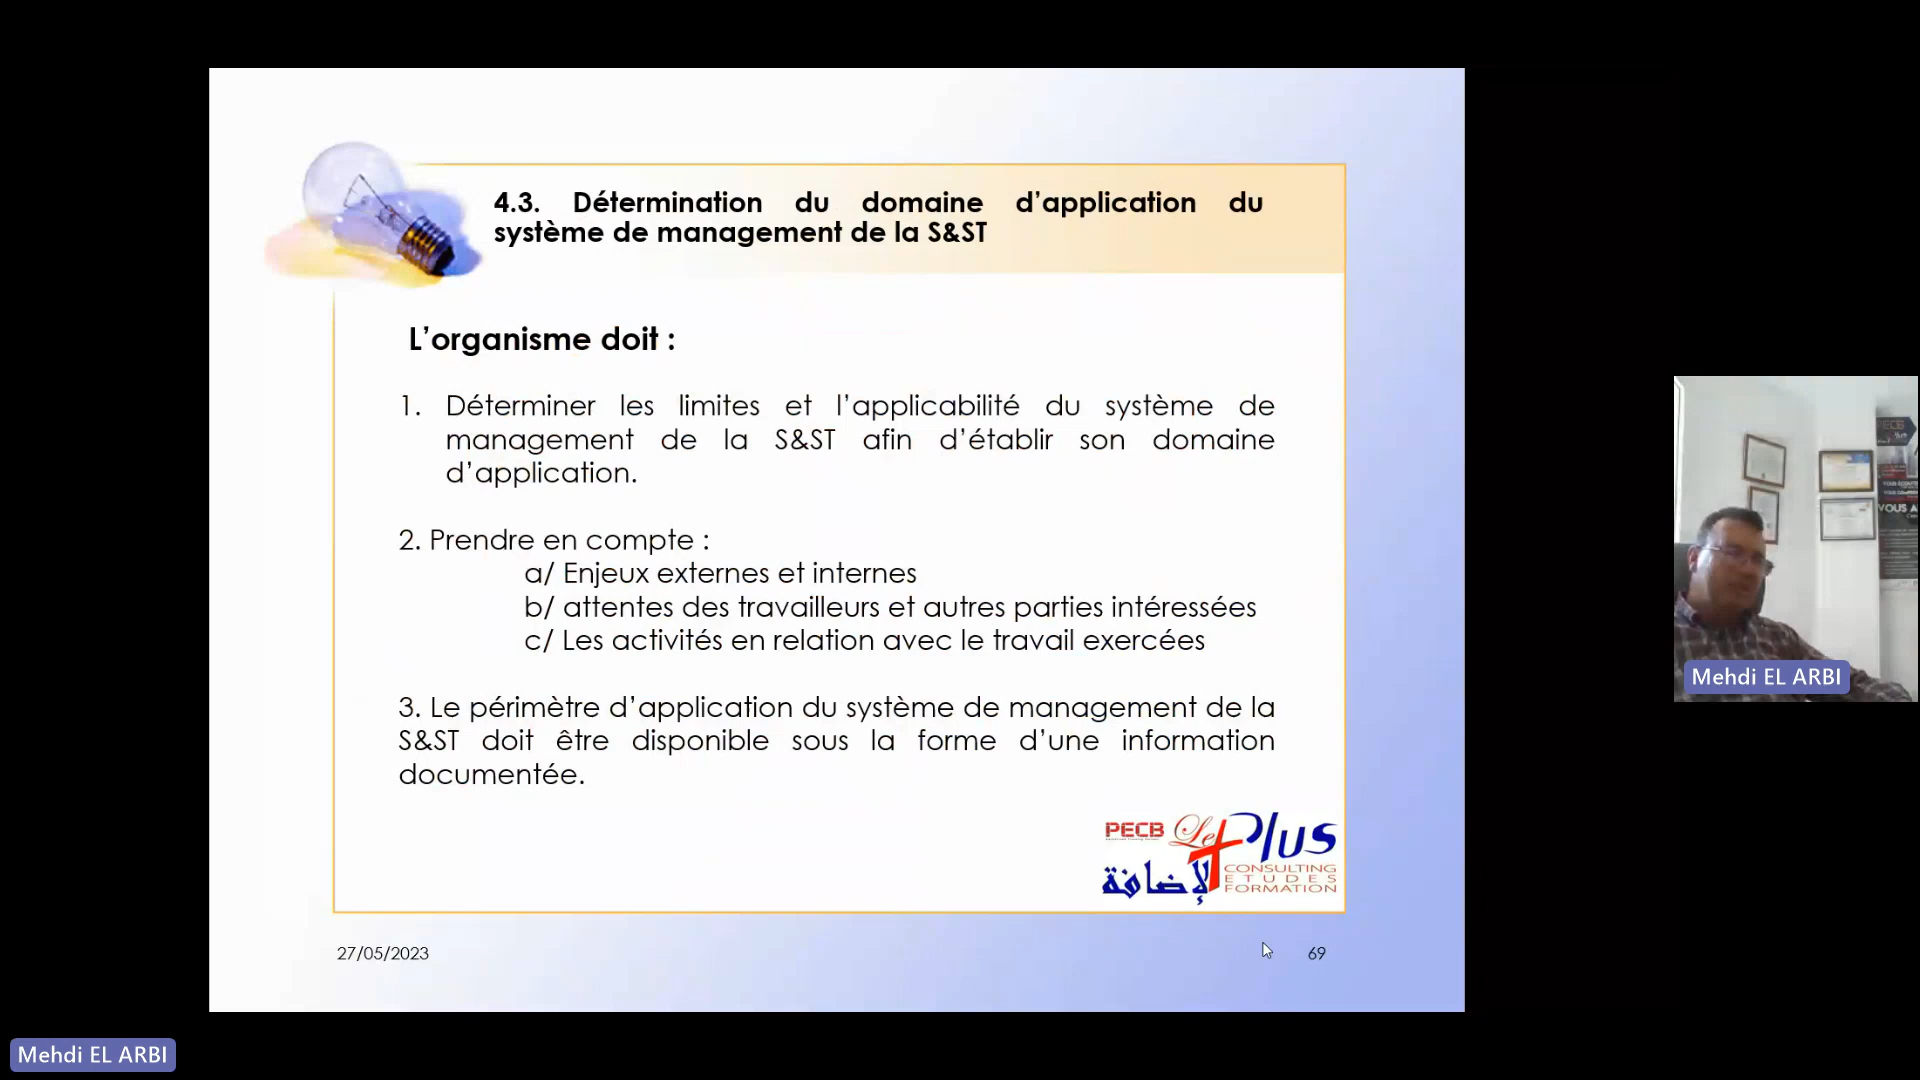 4.3. Détermination du domaine d’application du
système de management de la S&ST
L’organisme doit :
1. Déterminer les limites et l’applicabilité du système de
management de la S&ST afin d’établir son domaine
d’application.
2. Prendre en compte :
a/ Enjeux externes et internes
b/ attentes des travailleurs et autres parties intéressées
c/ Les activités en relation avec le travail exercées
3. Le périmètre d’application du système de management de la
S&ST doit être disponible sous la forme d’une information
documentée.
PECB Le Plus
الإضافة
CONSULTING
ETUDES
FORMATION
27/05/2023
69
PECB
VOUS A
Mehdi EL ARBI
Mehdi EL ARBI